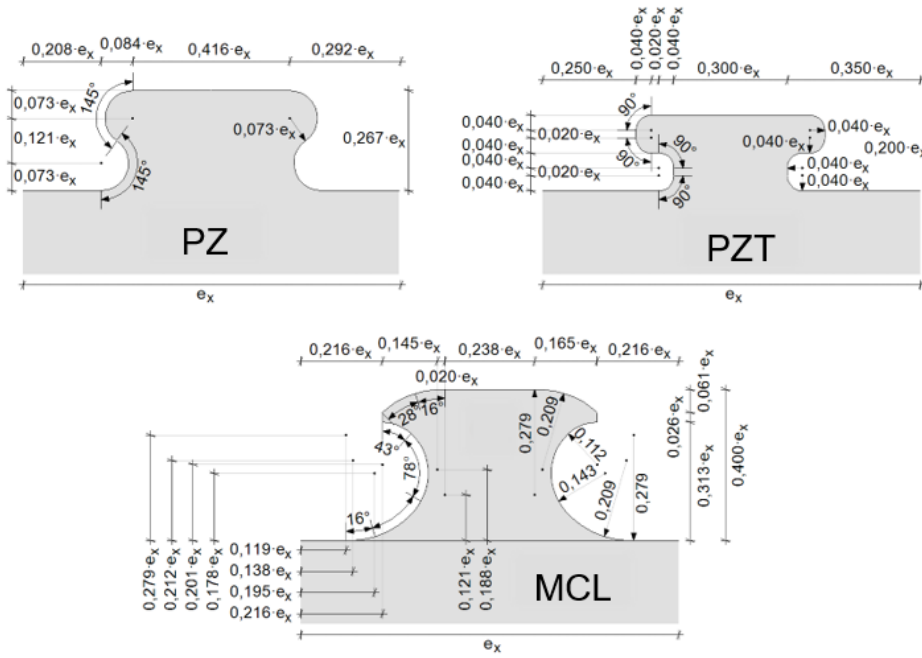 0,208·eₓ 0,084·eₓ 0,416·eₓ 0,292·eₓ
0,073·eₓ
0,121·eₓ
0,073·eₓ
145°
145°
0,073·eₓ
0,267·eₓ
PZ
eₓ
0,250·eₓ 0,040·eₓ 0,020·eₓ 0,040·eₓ 0,300·eₓ 0,350·eₓ
0,040·eₓ
0,020·eₓ
0,040·eₓ
0,040·eₓ
0,020·eₓ
0,040·eₓ
90°
90°
90°
90°
0,040·eₓ
0,040·eₓ
0,200·eₓ
0,040·eₓ
0,040·eₓ
PZT
eₓ
0,216·eₓ 0,145·eₓ 0,238·eₓ 0,165·eₓ 0,216·eₓ
0,020·eₓ
28° 16°
43°
78°
16°
0,279
0,209
0,112
0,143
0,209
0,279
0,061·eₓ
0,026·eₓ
0,313·eₓ
0,400·eₓ
0,279·eₓ
0,212·eₓ
0,201·eₓ
0,178·eₓ
0,119·eₓ
0,138·eₓ
0,195·eₓ
0,216·eₓ
0,121·eₓ
0,188·eₓ
MCL
eₓ